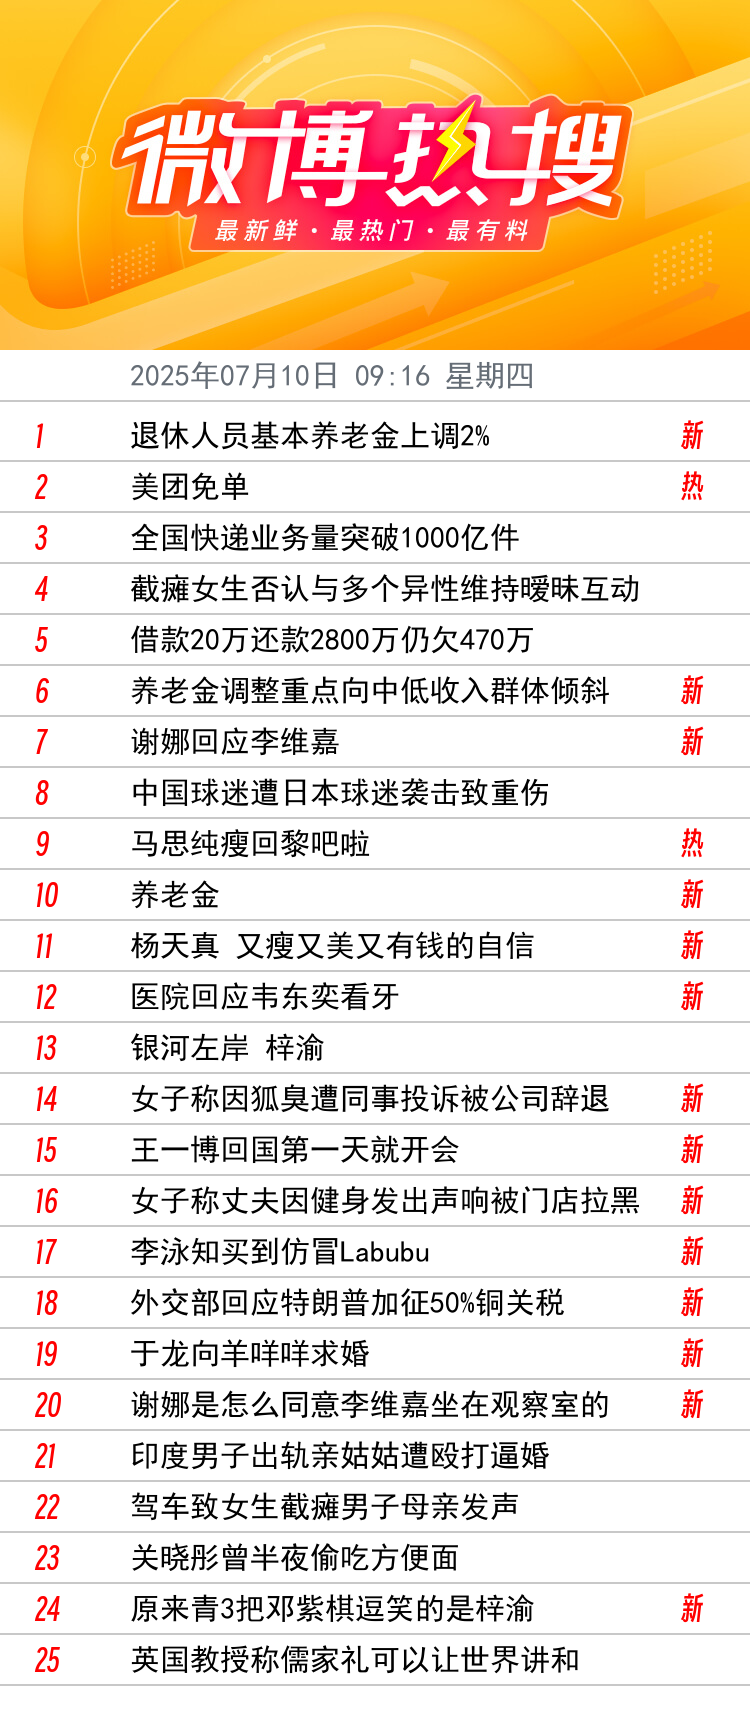 微博热搜
最新鲜·最热门·最有料
2025年07月10日 09:16 星期四
1 退休人员基本养老金上调2% 新
2 美团免单 热
3 全国快递业务量突破1000亿件
4 截瘫女生否认与多个异性维持暧昧互动
5 借款20万还款2800万仍欠470万
6 养老金调整重点向中低收入群体倾斜 新
7 谢娜回应李维嘉 新
8 中国球迷遭日本球迷袭击致重伤
9 马思纯瘦回黎吧啦 热
10 养老金 新
11 杨天真 又瘦又美又有钱的自信 新
12 医院回应韦东奕看牙 新
13 银河左岸 梓渝
14 女子称因狐臭遭同事投诉被公司辞退 新
15 王一博回国第一天就开会 新
16 女子称丈夫因健身发出声响被门店拉黑 新
17 李泳知买到仿冒Labubu 新
18 外交部回应特朗普加征50%铜关税 新
19 于龙向羊咩咩求婚 新
20 谢娜是怎么同意李维嘉坐在观察室的 新
21 印度男子出轨亲姑姑遭殴打逼婚
22 驾车致女生截瘫男子母亲发声
23 关晓彤曾半夜偷吃方便面
24 原来青3把邓紫棋逗笑的是梓渝 新
25 英国教授称儒家礼可以让世界讲和